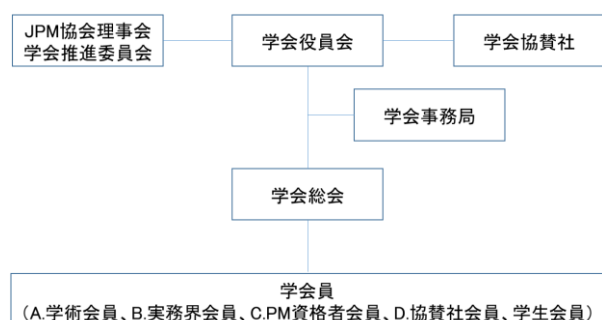 JPM協会理事会
学会推進委員会
学会役員会
学会協賛社
学会事務局
学会総会
学会員
（A.学術会員、B.実務界会員、C.PM資格者会員、D.協賛社会員、学生会員）